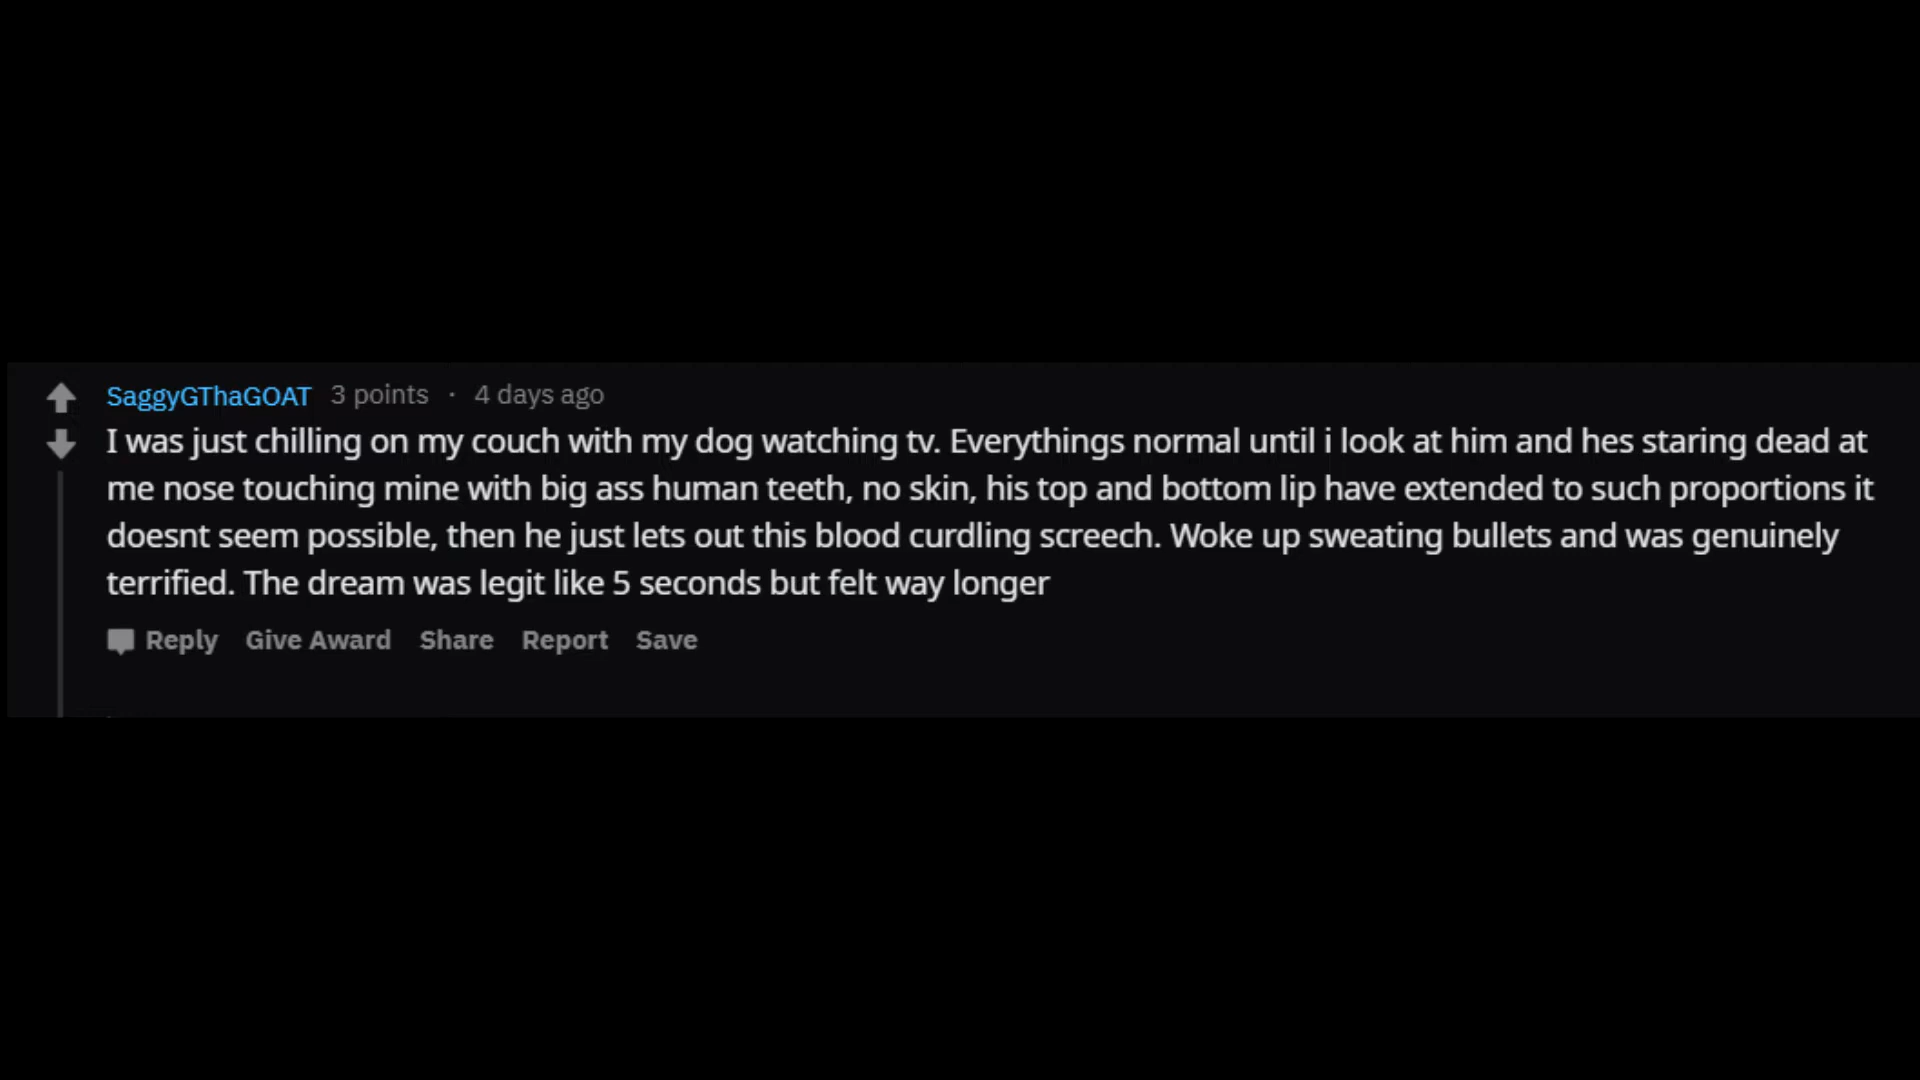 SaggyGThaGOAT 3 points · 4 days ago
I was just chilling on my couch with my dog watching tv. Everythings normal until i look at him and hes staring dead at
me nose touching mine with big ass human teeth, no skin, his top and bottom lip have extended to such proportions it
doesnt seem possible, then he just lets out this blood curdling screech. Woke up sweating bullets and was genuinely
terrified. The dream was legit like 5 seconds but felt way longer
Reply Give Award Share Report Save